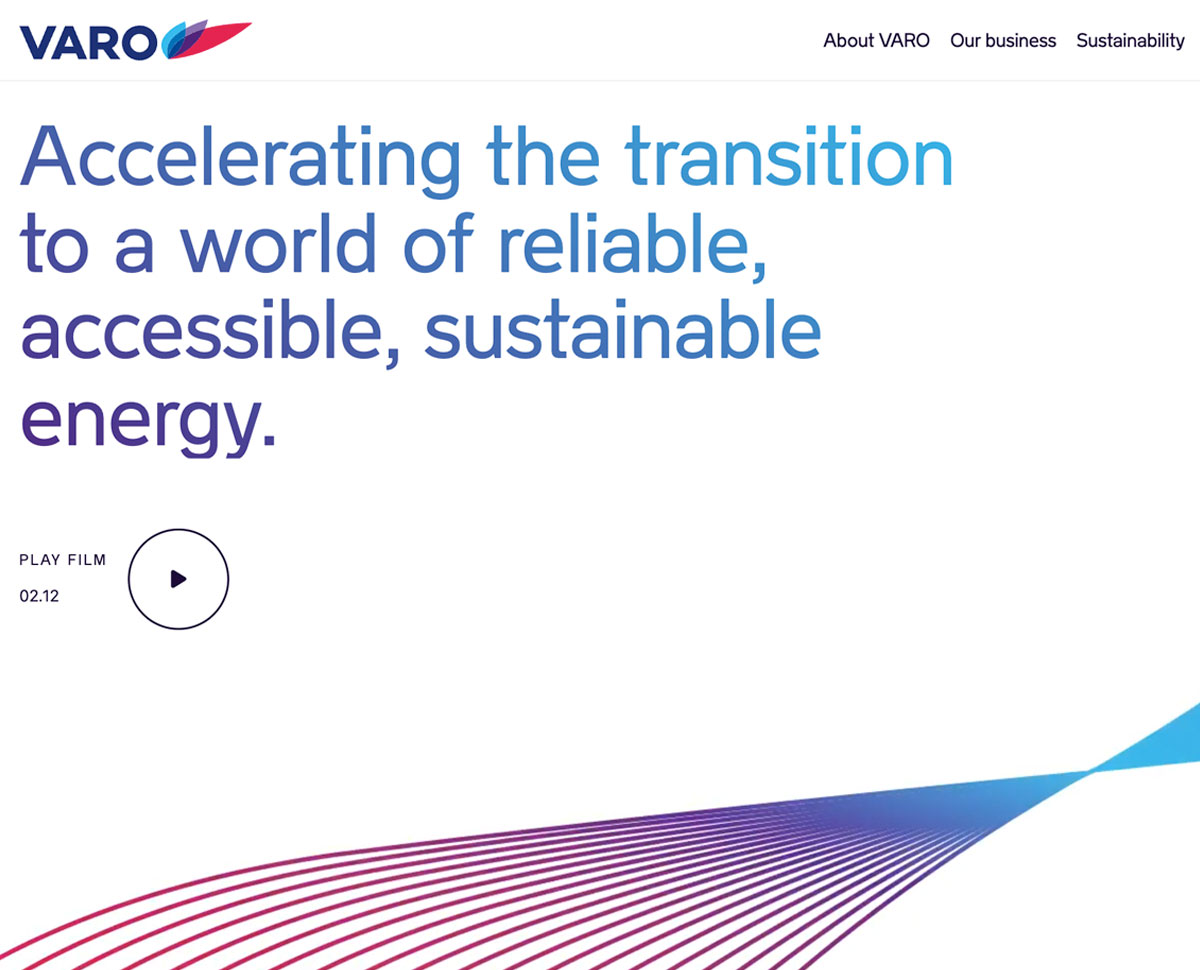 VARO
About VARO Our business Sustainability
Accelerating the transition
to a world of reliable,
accessible, sustainable
energy.
PLAY FILM
02.12